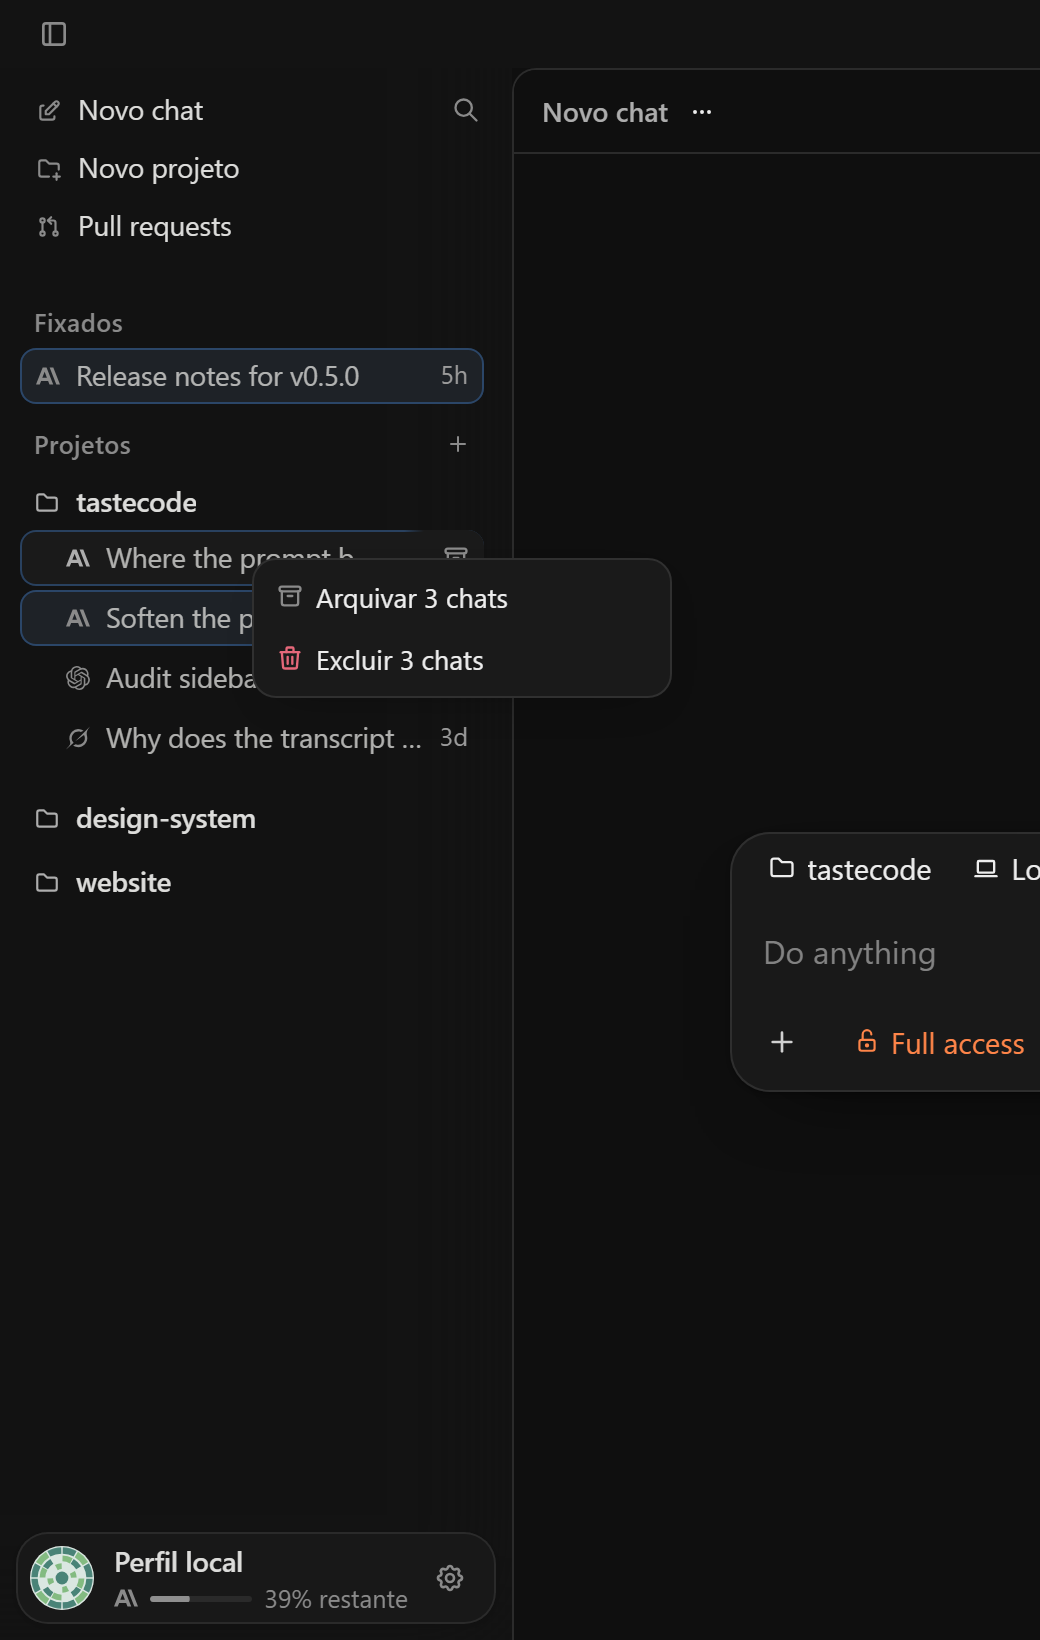 Novo chat
Novo projeto
Pull requests
Fixados
Release notes for v0.5.0 5h
Projetos
tastecode
Where the prompt b
Soften the p
Audit sideba
Why does the transcript ... 3d
design-system
website
Perfil local
39% restante
Novo chat
Arquivar 3 chats
Excluir 3 chats
tastecode Lo
Do anything
Full access